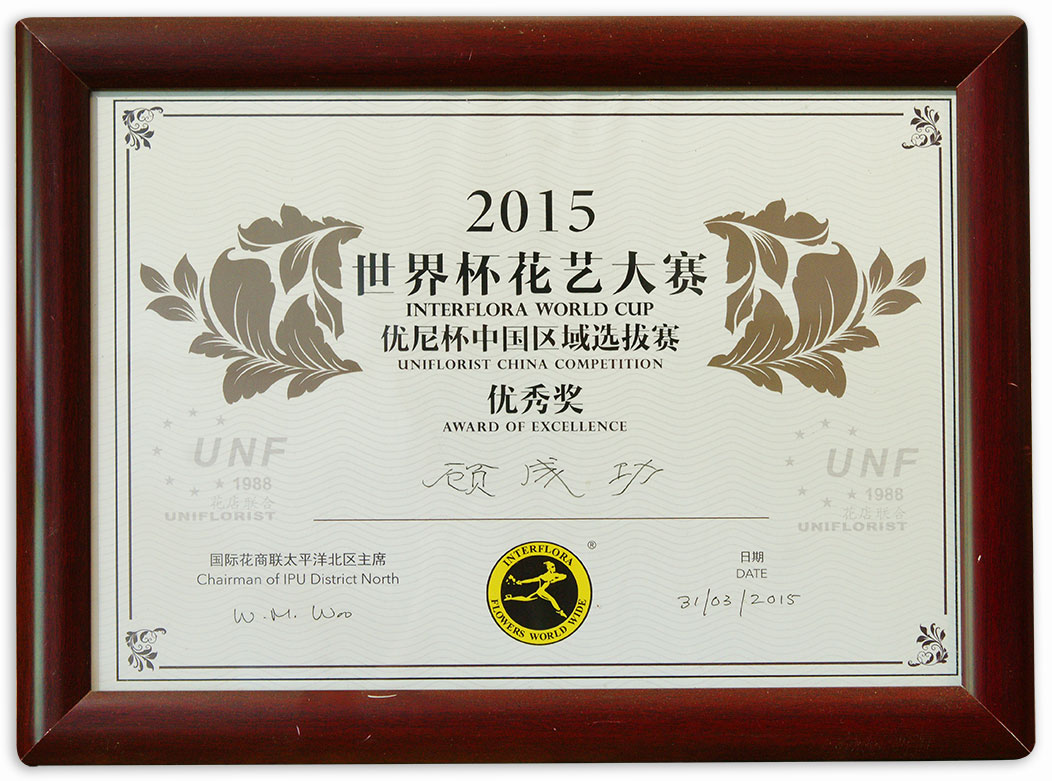 2015
世界杯花艺大赛
INTERFLORA WORLD CUP
优尼杯中国区域选拔赛
UNIFLORIST CHINA COMPETITION
优秀奖
AWARD OF EXCELLENCE
顾成功
UNF
1988
花店联合
UNIFLORIST
UNF
1988
花店联合
UNIFLORIST
国际花商联太平洋北区主席
Chairman of IPU District North
W.M. Woo
INTERFLORA
FLOWERS WORLD WIDE
®
日期
DATE
31/03/2015